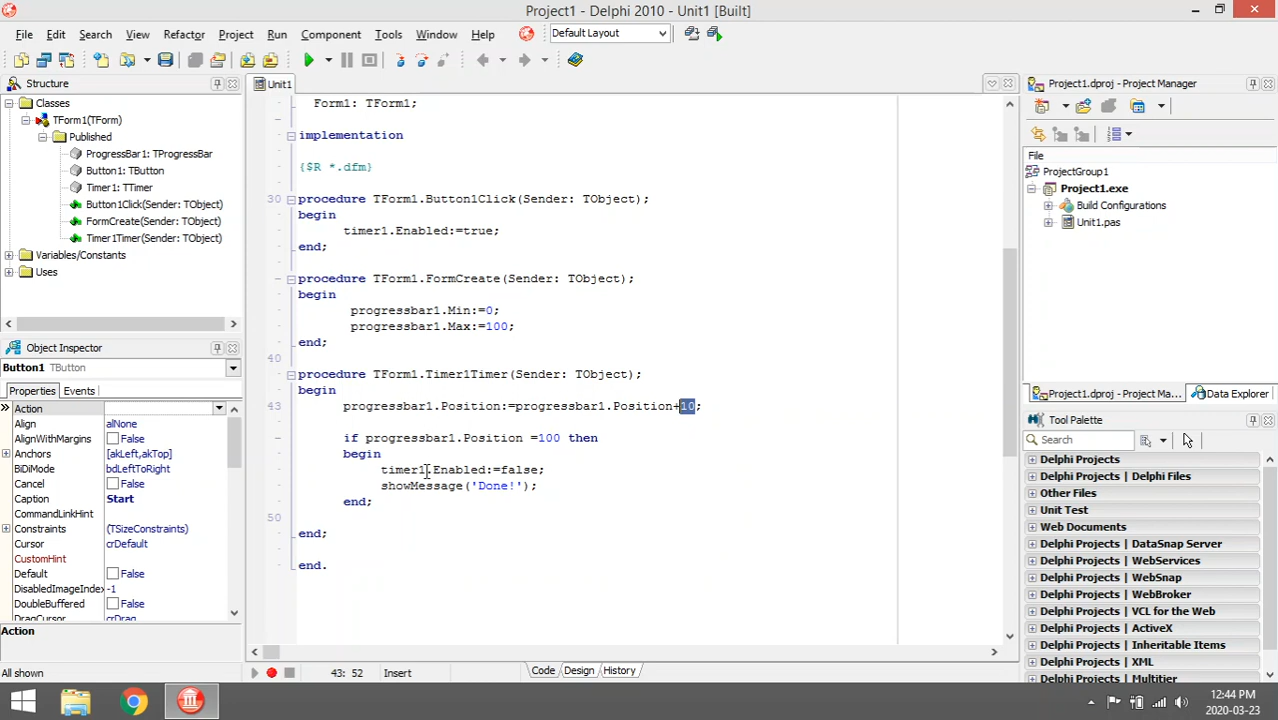 Project1 - Delphi 2010 - Unit1 [Built]
File Edit Search View Refactor Project Run Component Tools Window Help Default Layout
Structure
Classes
TForm1(TForm)
Published
ProgressBar1: TProgressBar
Button1: TButton
Timer1: TTimer
Button1Click(Sender: TObject)
FormCreate(Sender: TObject)
Timer1Timer(Sender: TObject)
Variables/Constants
Uses
Object Inspector
Button1 TButton
Properties Events
Action
Align alNone
AlignWithMargins False
Anchors [akLeft,akTop]
BiDiMode bdLeftToRight
Cancel False
Caption Start
CommandLinkHint
Constraints (TSizeConstraints)
Cursor crDefault
CustomHint
Default False
DisabledImageIndex -1
DoubleBuffered False
DragCursor crDrag
Action
All shown
Unit1
Form1: TForm1;
implementation
{$R *.dfm}
30 procedure TForm1.Button1Click(Sender: TObject);
begin
timer1.Enabled:=true;
end;
procedure TForm1.FormCreate(Sender: TObject);
begin
progressbar1.Min:=0;
progressbar1.Max:=100;
end;
40
procedure TForm1.Timer1Timer(Sender: TObject);
begin
43 progressbar1.Position:=progressbar1.Position+10;
if progressbar1.Position =100 then
begin
timer1.Enabled:=false;
showMessage('Done!');
end;
50
end;
end.
43: 52 Insert Code Design History
Project1.dproj - Project Manager
File
ProjectGroup1
Project1.exe
Build Configurations
Unit1.pas
Project1.dproj - Project Ma... Data Explorer
Tool Palette
Search
Delphi Projects
Delphi Projects | Delphi Files
Other Files
Unit Test
Web Documents
Delphi Projects | DataSnap Server
Delphi Projects | WebServices
Delphi Projects | WebSnap
Delphi Projects | WebBroker
Delphi Projects | VCL for the Web
Delphi Projects | ActiveX
Delphi Projects | Inheritable Items
Delphi Projects | XML
Delphi Projects | Multitier
12:44 PM
2020-03-23